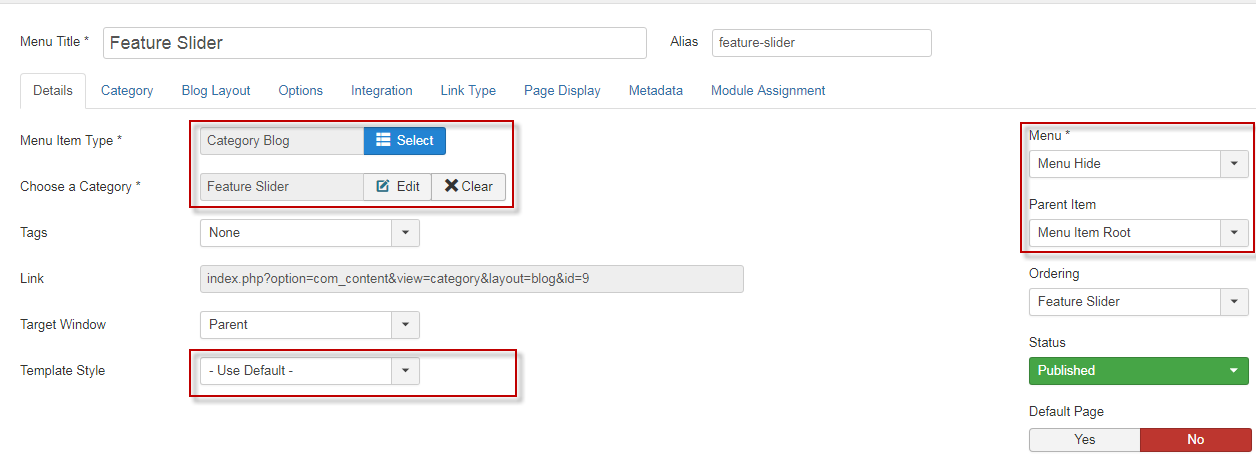 Menu Title * Feature Slider Alias feature-slider
Details Category Blog Layout Options Integration Link Type Page Display Metadata Module Assignment
Menu Item Type * Category Blog Select
Choose a Category * Feature Slider Edit Clear
Tags None
Link index.php?option=com_content&view=category&layout=blog&id=9
Target Window Parent
Template Style - Use Default -
Menu *
Menu Hide
Parent Item
Menu Item Root
Ordering
Feature Slider
Status
Published
Default Page
Yes No